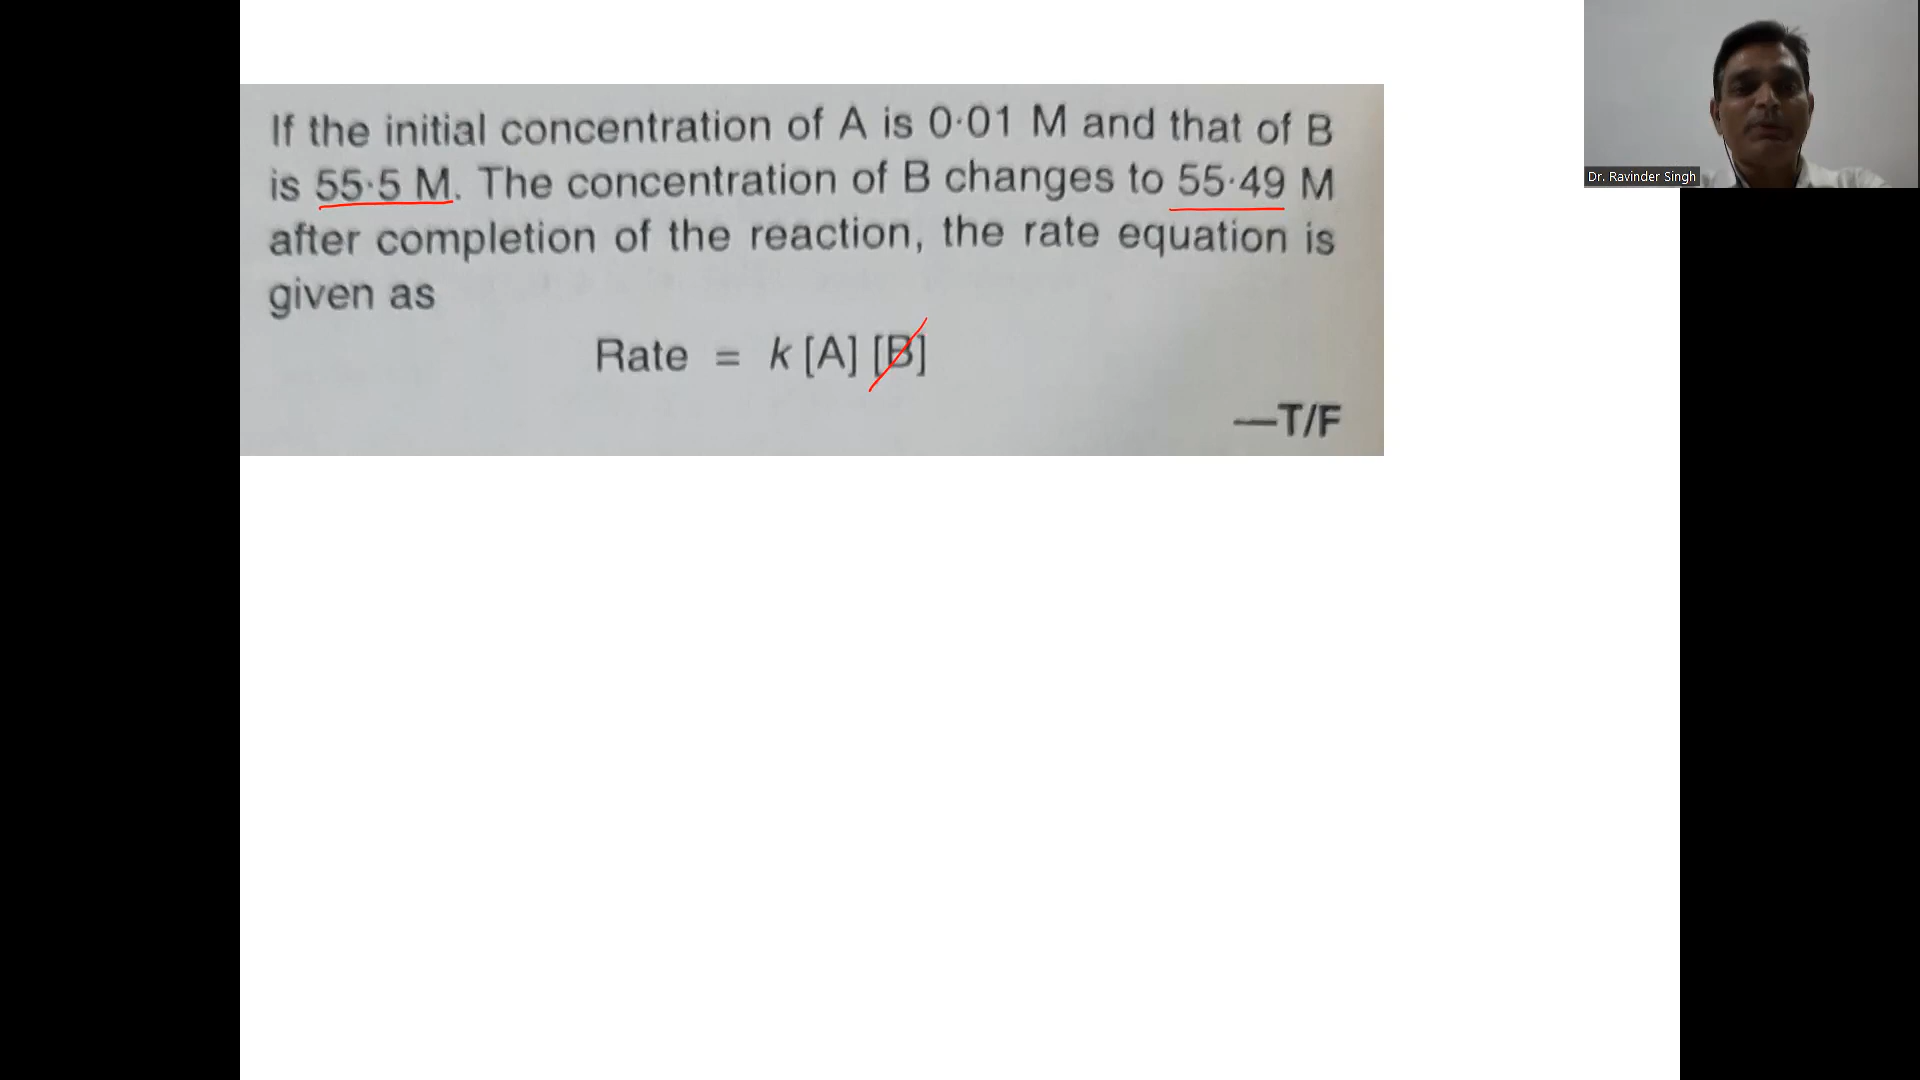 If the initial concentration of A is 0·01 M and that of B
is 55·5 M. The concentration of B changes to 55·49 M
after completion of the reaction, the rate equation is
given as
Rate = k [A] [B]
—T/F
Dr. Ravinder Singh